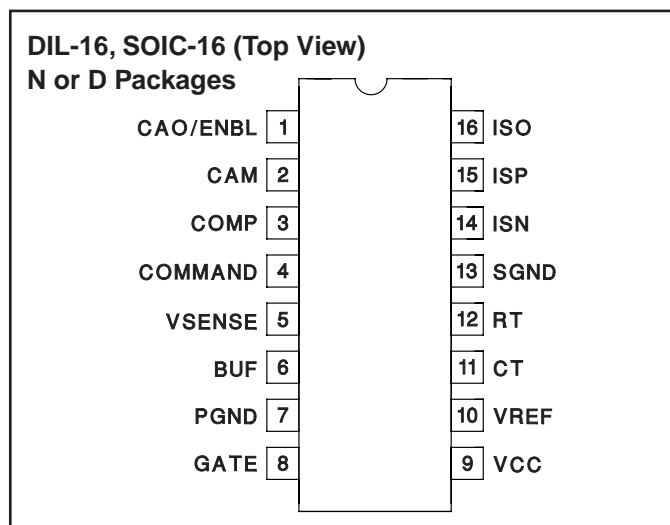 DIL-16, SOIC-16 (Top View)
N or D Packages
CAO/ENBL 1
16 ISO
CAM 2
15 ISP
COMP 3
14 ISN
COMMAND 4
13 SGND
VSENSE 5
12 RT
BUF 6
11 CT
PGND 7
10 VREF
GATE 8
9 VCC